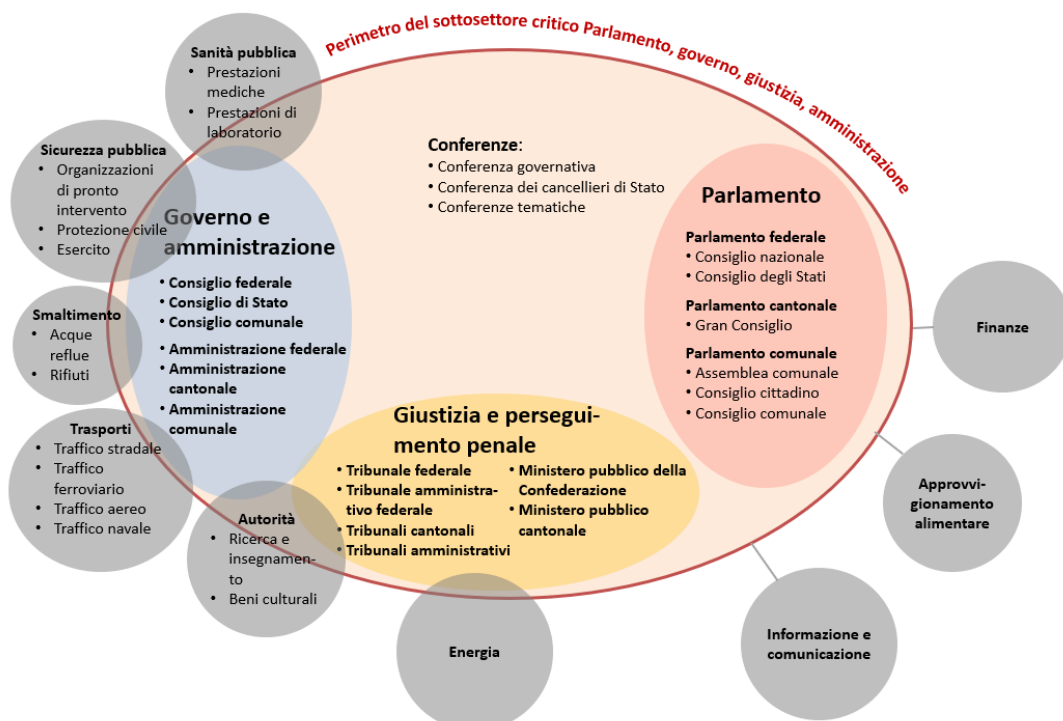 Perimetro del sottosettore critico Parlamento, governo, giustizia, amministrazione
Sanità pubblica
• Prestazioni
mediche
• Prestazioni di
laboratorio
Sicurezza pubblica
• Organizzazioni
di pronto
intervento
• Protezione civile
• Esercito
Smaltimento
• Acque
reflue
• Rifiuti
Trasporti
• Traffico stradale
• Traffico
ferroviario
• Traffico aereo
• Traffico navale
Autorità
• Ricerca e
insegnamen-
to
• Beni culturali
Governo e
amministrazione
• Consiglio federale
• Consiglio di Stato
• Consiglio comunale
• Amministrazione federale
• Amministrazione
cantonale
• Amministrazione
comunale
Conferenze:
• Conferenza governativa
• Conferenza dei cancellieri di Stato
• Conferenze tematiche
Parlamento
Parlamento federale
• Consiglio nazionale
• Consiglio degli Stati
Parlamento cantonale
• Gran Consiglio
Parlamento comunale
• Assemblea comunale
• Consiglio cittadino
• Consiglio comunale
Giustizia e persegui-
mento penale
• Tribunale federale
• Tribunale amministra-
tivo federale
• Tribunali cantonali
• Tribunali amministrativi
• Ministero pubblico della
Confederazione
• Ministero pubblico
cantonale
Finanze
Approvvi-
gionamento
alimentare
Informazione e
comunicazione
Energia